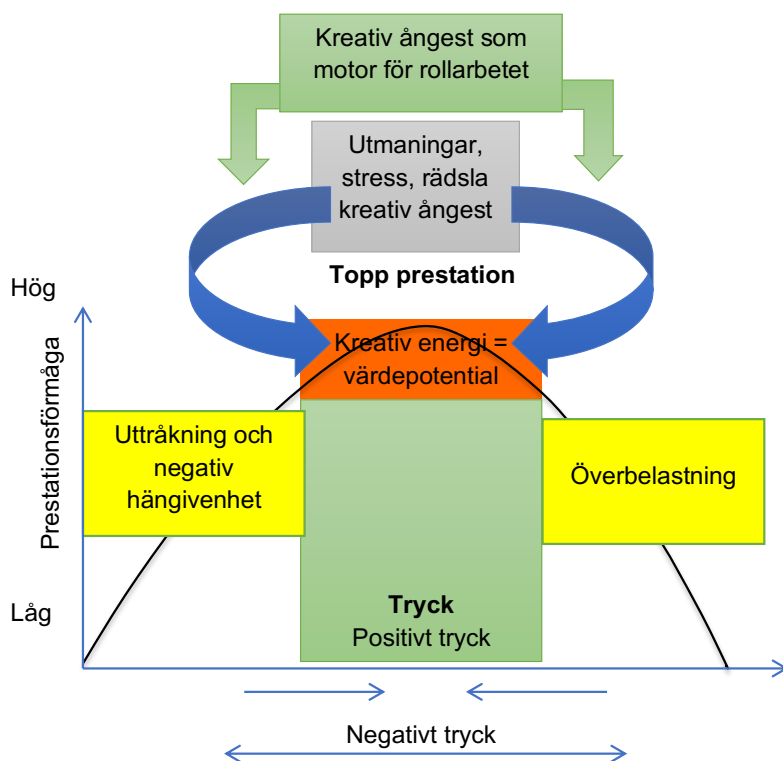 Kreativ ångest som
motor för rollarbetet
Utmaningar,
stress, rädsla
kreativ ångest
Topp prestation
Hög
Kreativ energi =
värdepotential
Prestationsförmåga
Uttråkning och
negativ
hängivenhet
Överbelastning
Låg
Tryck
Positivt tryck
Negativt tryck